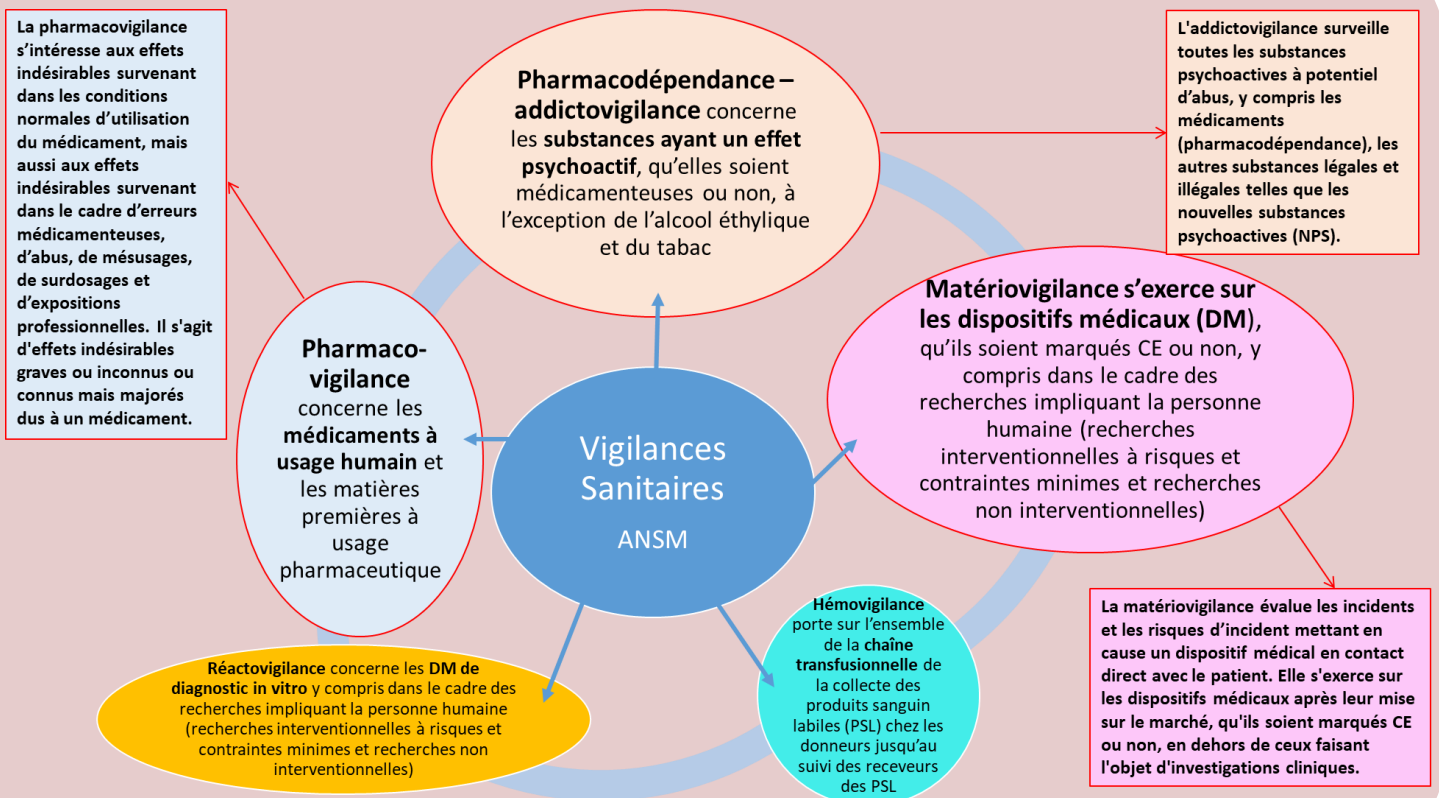 La pharmacovigilance
s’intéresse aux effets
indésirables survenant
dans les conditions
normales d’utilisation
du médicament, mais
aussi aux effets
indésirables survenant
dans le cadre d’erreurs
médicamenteuses,
d’abus, de mésusages,
de surdosages et
d’expositions
professionnelles. Il s'agit
d'effets indésirables
graves ou inconnus ou
connus mais majorés
dus à un médicament.
Pharmacodépendance –
addictovigilance concerne
les substances ayant un effet
psychoactif, qu’elles soient
médicamenteuses ou non, à
l’exception de l’alcool éthylique
et du tabac
L'addictovigilance surveille
toutes les substances
psychoactives à potentiel
d’abus, y compris les
médicaments
(pharmacodépendance), les
autres substances légales et
illégales telles que les
nouvelles substances
psychoactives (NPS).
Pharmaco-
vigilance
concerne les
médicaments à
usage humain et
les matières
premières à
usage
pharmaceutique
Vigilances
Sanitaires
ANSM
Matériovigilance s’exerce sur
les dispositifs médicaux (DM),
qu’ils soient marqués CE ou non, y
compris dans le cadre des
recherches impliquant la personne
humaine (recherches
interventionnelles à risques et
contraintes minimes et recherches
non interventionnelles)
Réactovigilance concerne les DM de
diagnostic in vitro y compris dans le cadre des
recherches impliquant la personne humaine
(recherches interventionnelles à risques et
contraintes minimes et recherches non
interventionnelles)
Hémovigilance
porte sur l’ensemble
de la chaîne
transfusionnelle de
la collecte des
produits sanguin
labiles (PSL) chez les
donneurs jusqu’au
suivi des receveurs
des PSL
La matériovigilance évalue les incidents
et les risques d’incident mettant en
cause un dispositif médical en contact
direct avec le patient. Elle s'exerce sur
les dispositifs médicaux après leur mise
sur le marché, qu'ils soient marqués CE
ou non, en dehors de ceux faisant
l'objet d'investigations cliniques.